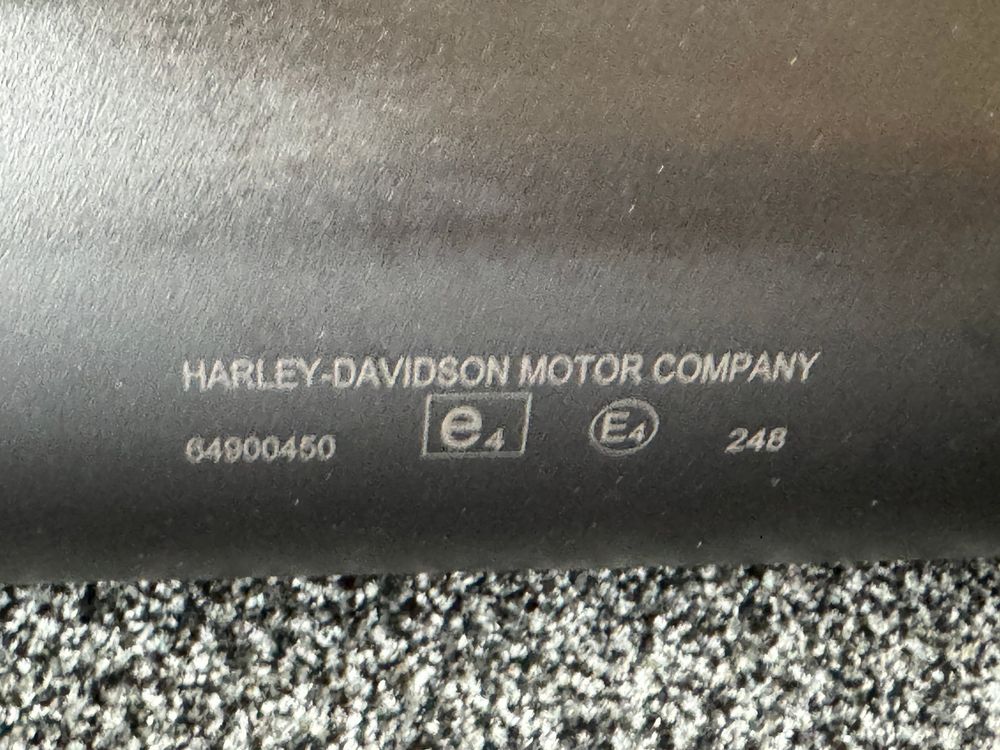 HARLEY-DAVIDSON MOTOR COMPANY
64900450 e4 E4 248